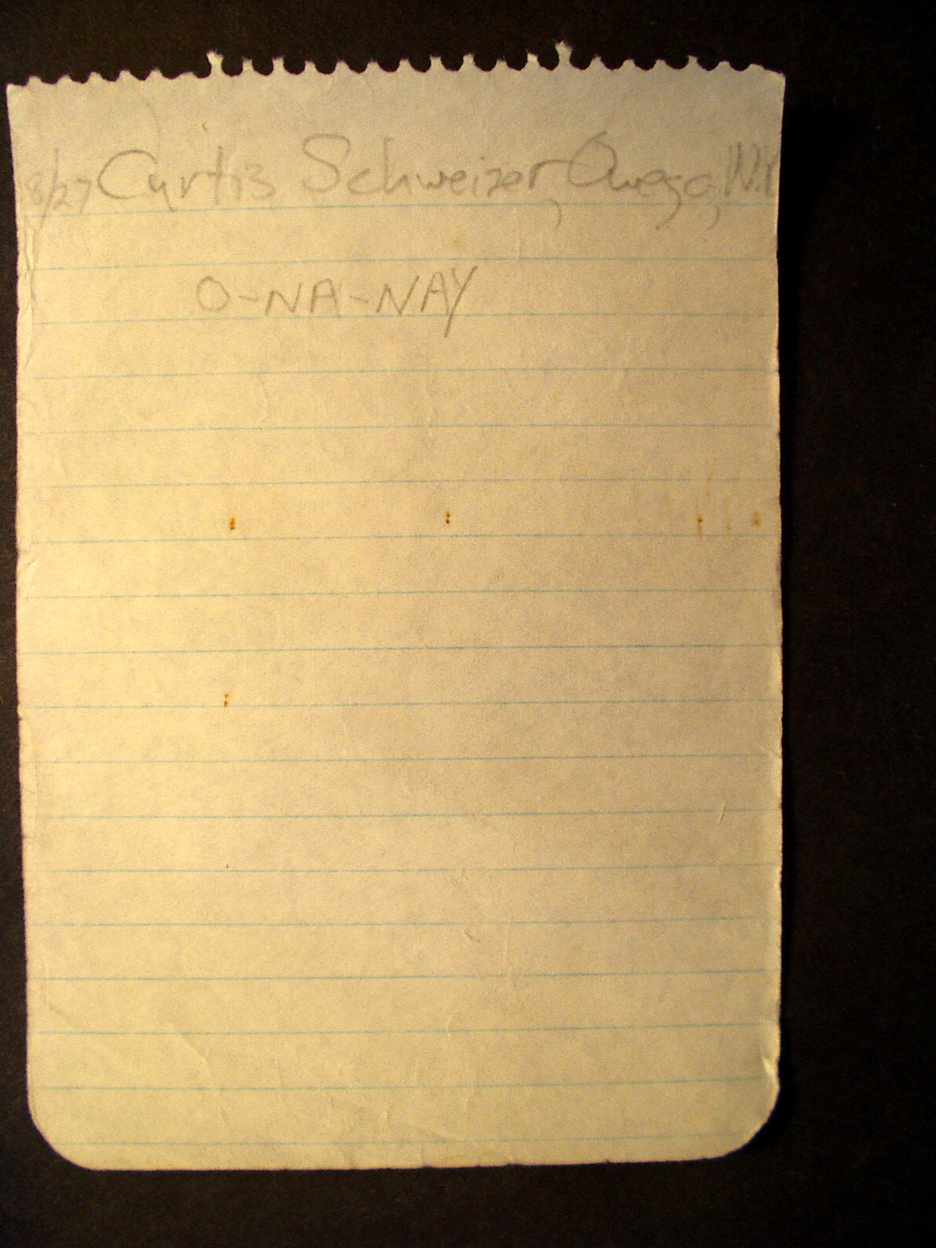 8/27 Curtis Schweizer, Owego, N.Y
O-NA-NAY